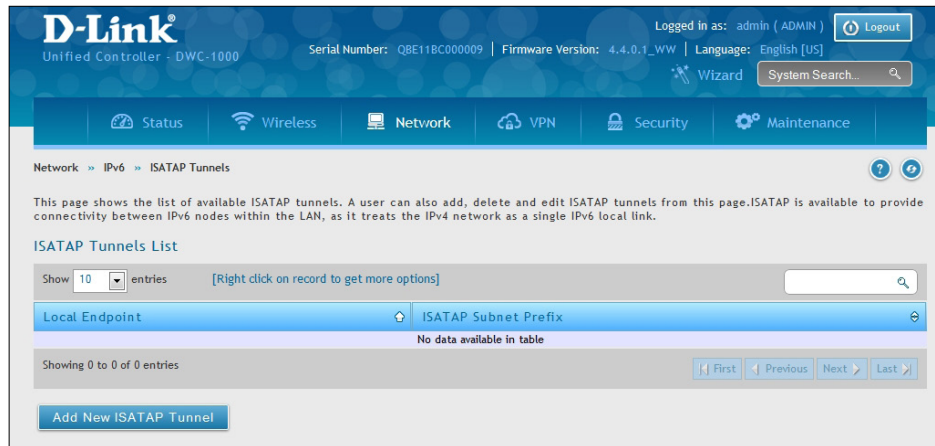 D-Link®
Unified Controller - DWC-1000
Logged in as: admin ( ADMIN ) Logout
Serial Number: QBE11BC000009 | Firmware Version: 4.4.0.1_WW | Language: English [US]
Wizard System Search...
Status Wireless Network VPN Security Maintenance
Network » IPv6 » ISATAP Tunnels
This page shows the list of available ISATAP tunnels. A user can also add, delete and edit ISATAP tunnels from this page.ISATAP is available to provide
connectivity between IPv6 nodes within the LAN, as it treats the IPv4 network as a single IPv6 local link.
ISATAP Tunnels List
Show 10 entries [Right click on record to get more options]
Local Endpoint ISATAP Subnet Prefix
No data available in table
Showing 0 to 0 of 0 entries First Previous Next Last
Add New ISATAP Tunnel